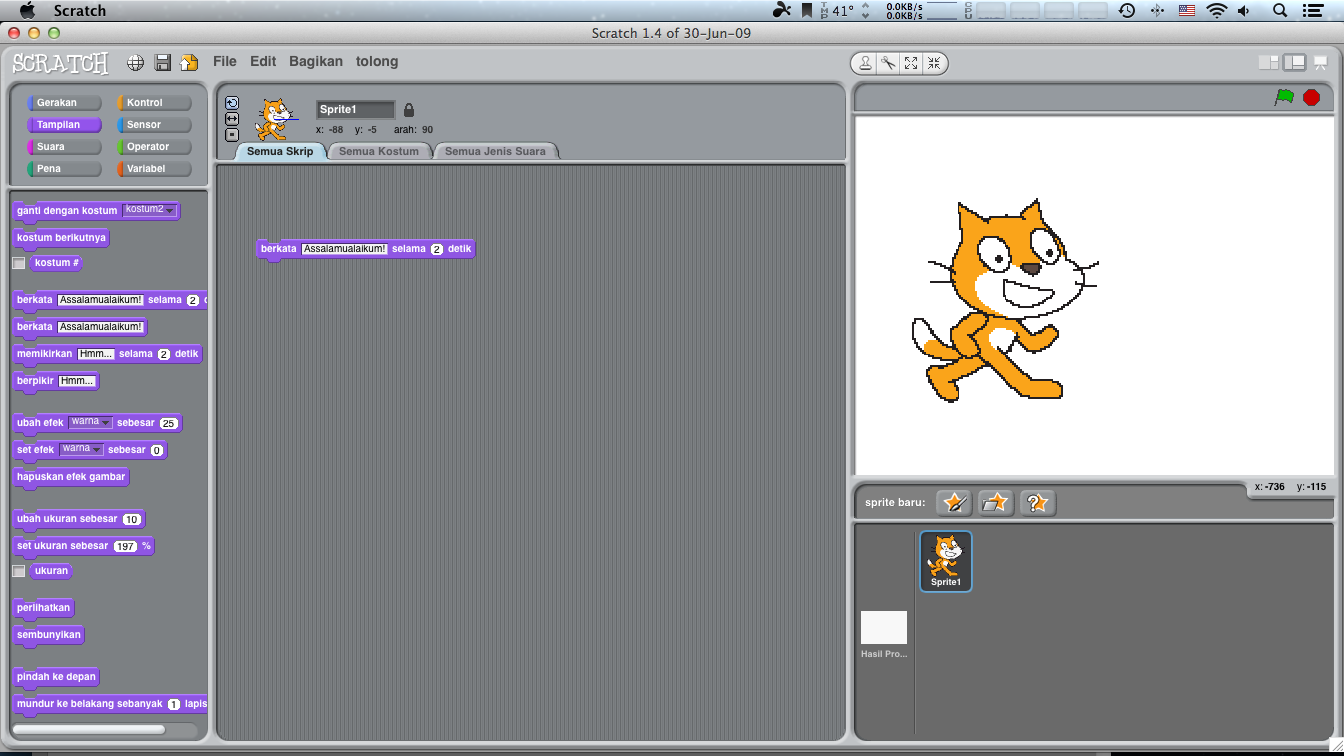 Scratch
TMP 41° 0.0KB/s
0.0KB/s
CPU
Scratch 1.4 of 30-Jun-09
SCRATCH File Edit Bagikan tolong
Gerakan Kontrol
Tampilan Sensor
Suara Operator
Pena Variabel
Sprite1
x: -88 y: -5 arah: 90
Semua Skrip Semua Kostum Semua Jenis Suara
ganti dengan kostum kostum2
kostum berikutnya
kostum #
berkata Assalamualaikum! selama 2 d
berkata Assalamualaikum!
memikirkan Hmm... selama 2 detik
berpikir Hmm...
ubah efek warna sebesar 25
set efek warna sebesar 0
hapuskan efek gambar
ubah ukuran sebesar 10
set ukuran sebesar 197 %
ukuran
perlihatkan
sembunyikan
pindah ke depan
mundur ke belakang sebanyak 1 lapis
berkata Assalamualaikum! selama 2 detik
x: -736 y: -115
sprite baru:
Sprite1
Hasil Pro...